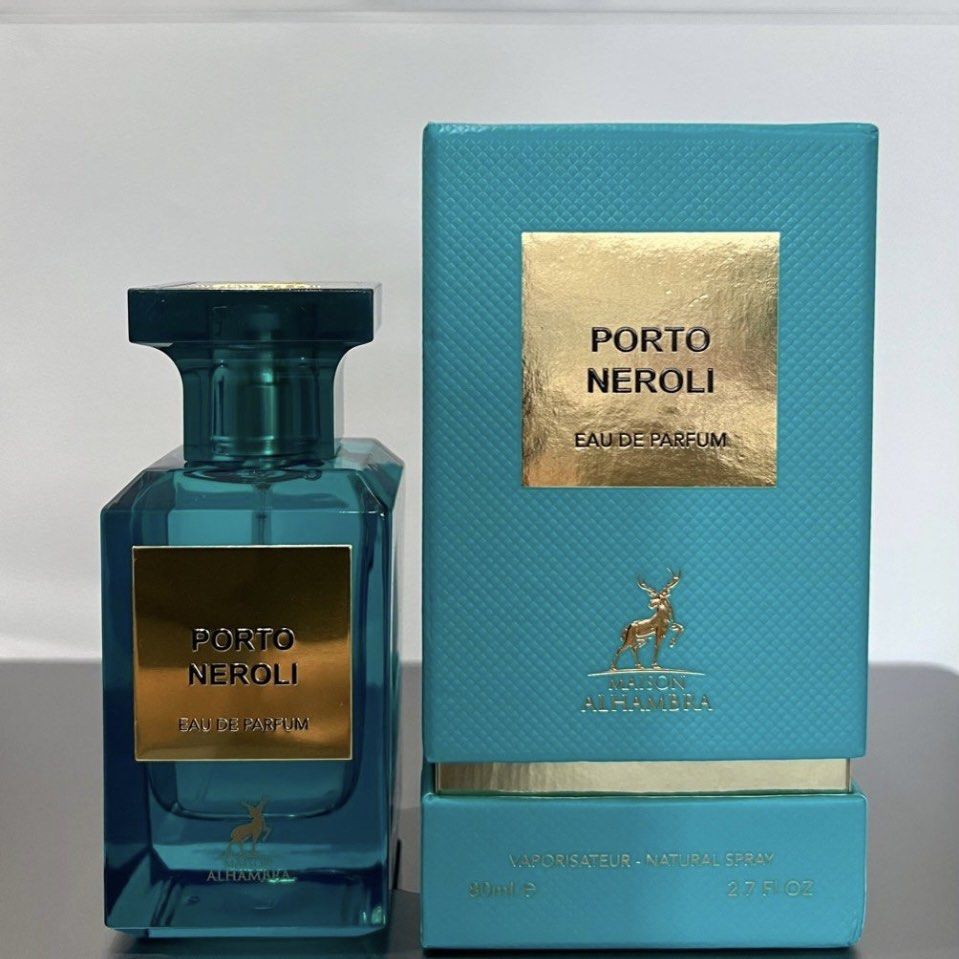 PORTO
NEROLI
EAU DE PARFUM
ALHAMBRA
PORTO
NEROLI
EAU DE PARFUM
MAISON
ALHAMBRA
VAPORISATEUR - NATURAL SPRAY
80ml e 2.7 Fl OZ